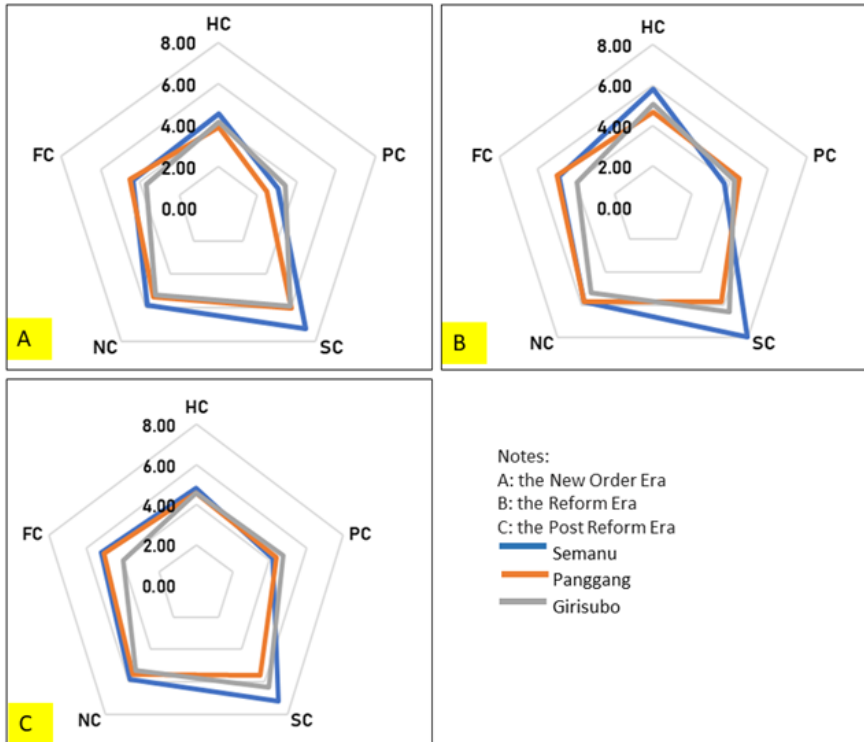 HC
8.00
6.00
4.00
2.00
0.00
FC
PC
NC
SC
A
HC
8.00
6.00
4.00
2.00
0.00
FC
PC
NC
SC
B
HC
8.00
6.00
4.00
2.00
0.00
FC
PC
NC
SC
C
Notes:
A: the New Order Era
B: the Reform Era
C: the Post Reform Era
Semanu
Panggang
Girisubo